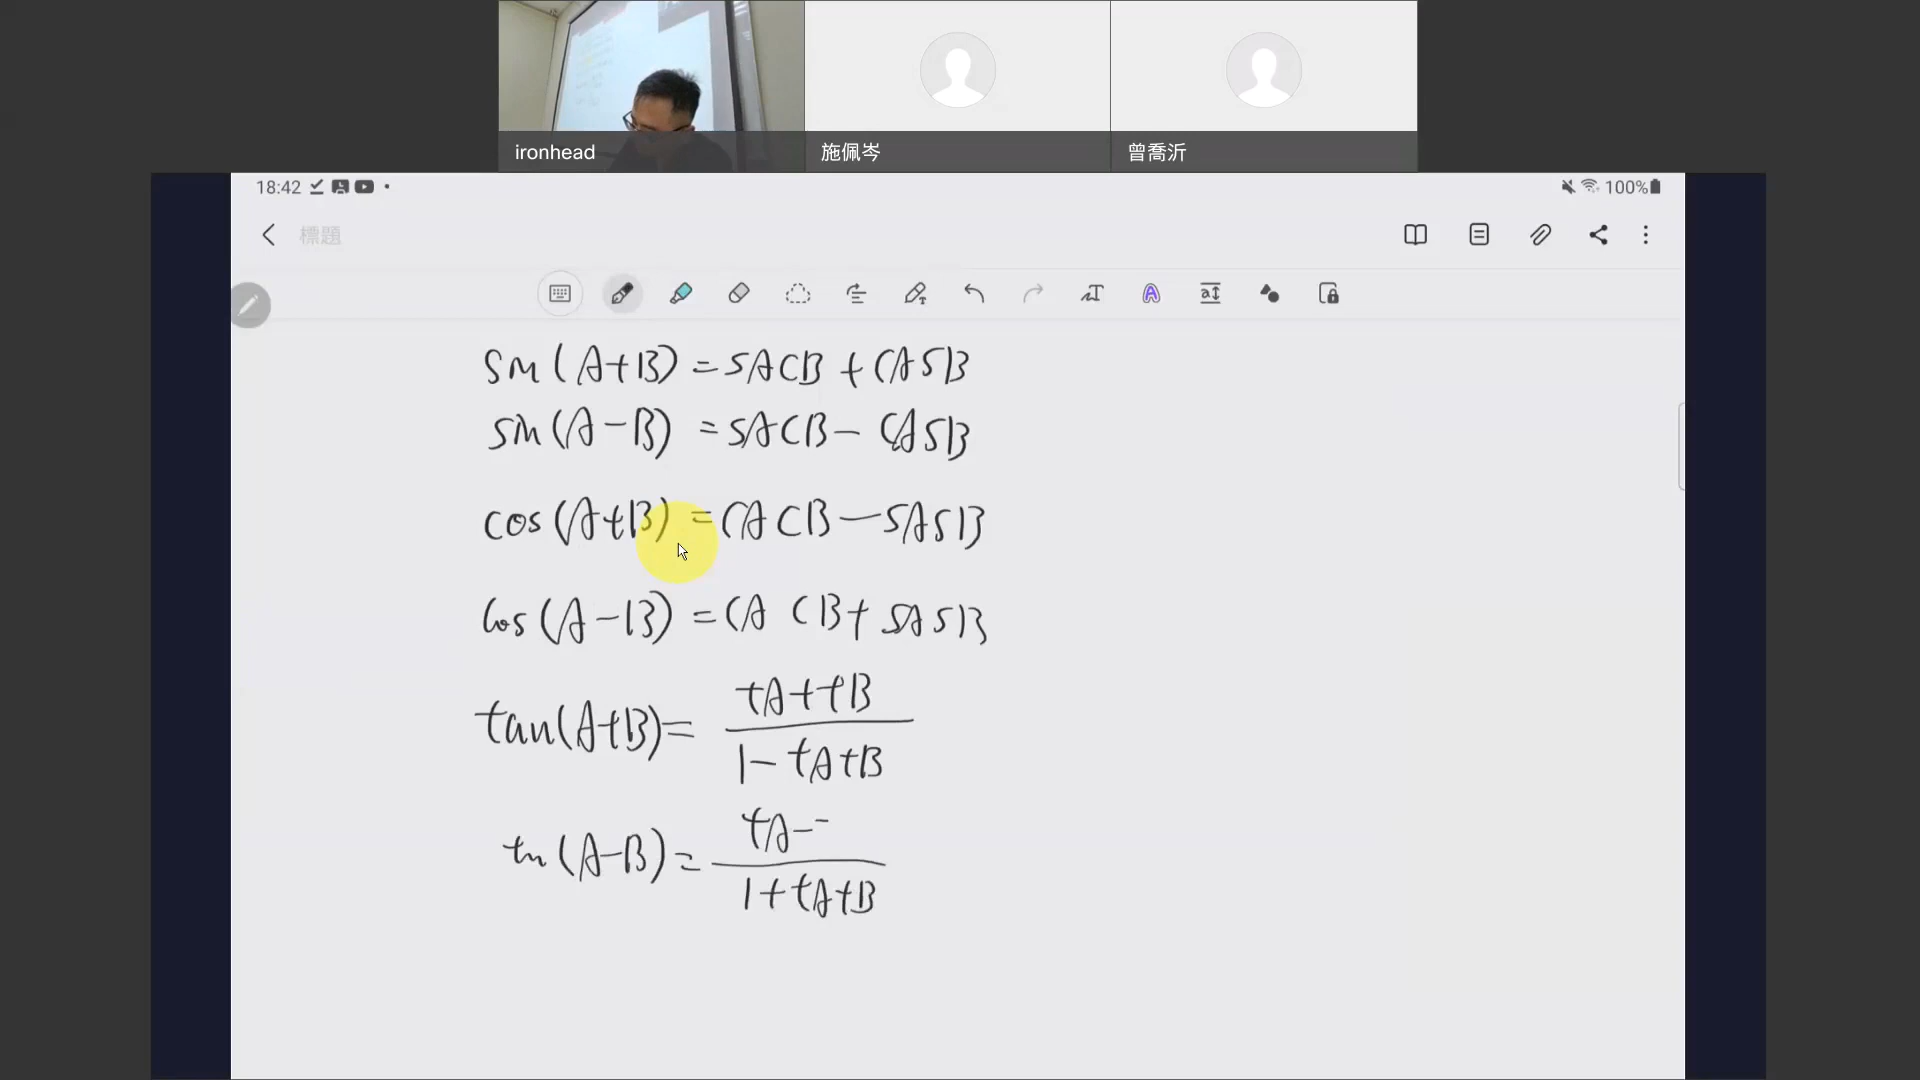 ironhead
施佩岑
曾喬沂
18:42
100%
標題
sin(A+B)=SACB+CASB
sin(A-B)=SACB-CASB
cos(A+B)=CACB-SASB
cos(A-B)=CACB+SASB
tan(A+B)=
tA+tB
1-tAtB
tn(A-B)=
tA-
1+tAtB